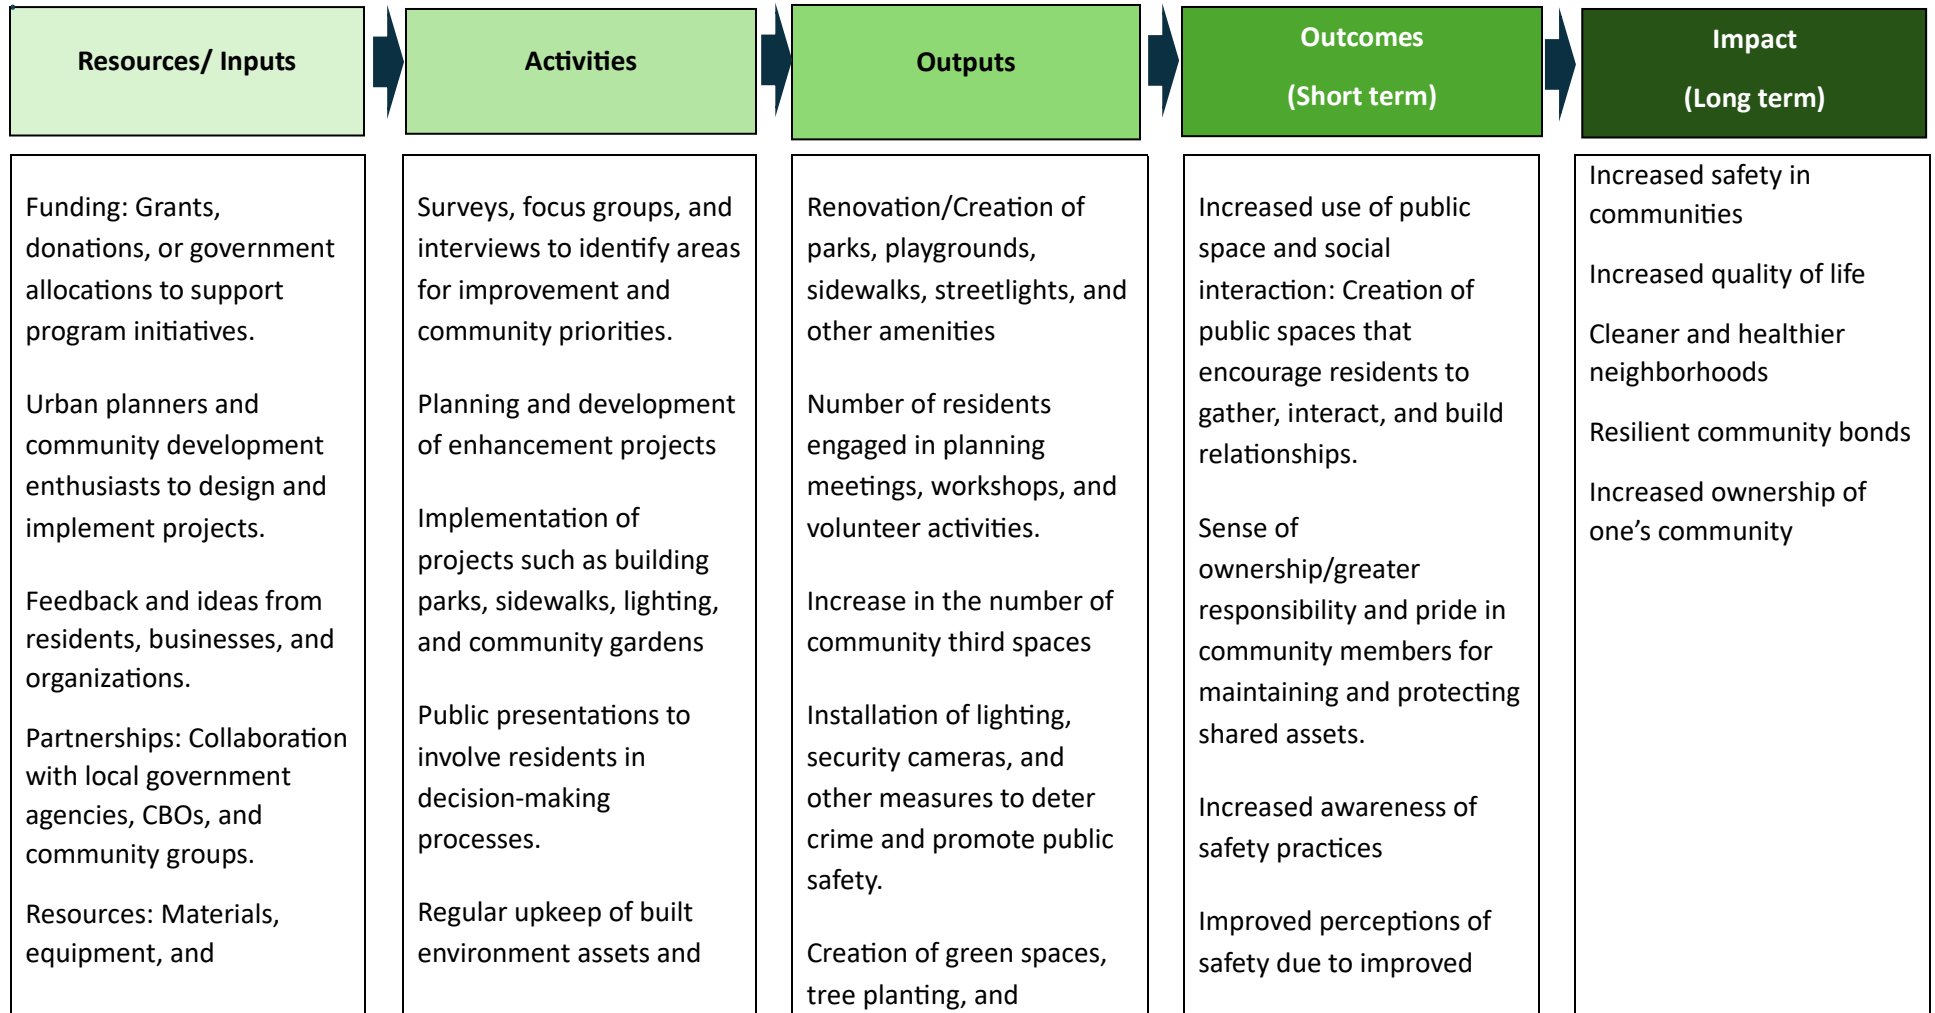 Resources/ Inputs
Activities
Outputs
Outcomes
(Short term)
Impact
(Long term)
Funding: Grants,
donations, or government
allocations to support
program initiatives.
Urban planners and
community development
enthusiasts to design and
implement projects.
Feedback and ideas from
residents, businesses, and
organizations.
Partnerships: Collaboration
with local government
agencies, CBOs, and
community groups.
Resources: Materials,
equipment, and
Surveys, focus groups, and
interviews to identify areas
for improvement and
community priorities.
Planning and development
of enhancement projects
Implementation of
projects such as building
parks, sidewalks, lighting,
and community gardens
Public presentations to
involve residents in
decision-making
processes.
Regular upkeep of built
environment assets and
Renovation/Creation of
parks, playgrounds,
sidewalks, streetlights, and
other amenities
Number of residents
engaged in planning
meetings, workshops, and
volunteer activities.
Increase in the number of
community third spaces
Installation of lighting,
security cameras, and
other measures to deter
crime and promote public
safety.
Creation of green spaces,
tree planting, and
Increased use of public
space and social
interaction: Creation of
public spaces that
encourage residents to
gather, interact, and build
relationships.
Sense of
ownership/greater
responsibility and pride in
community members for
maintaining and protecting
shared assets.
Increased awareness of
safety practices
Improved perceptions of
safety due to improved
Increased safety in
communities
Increased quality of life
Cleaner and healthier
neighborhoods
Resilient community bonds
Increased ownership of
one’s community